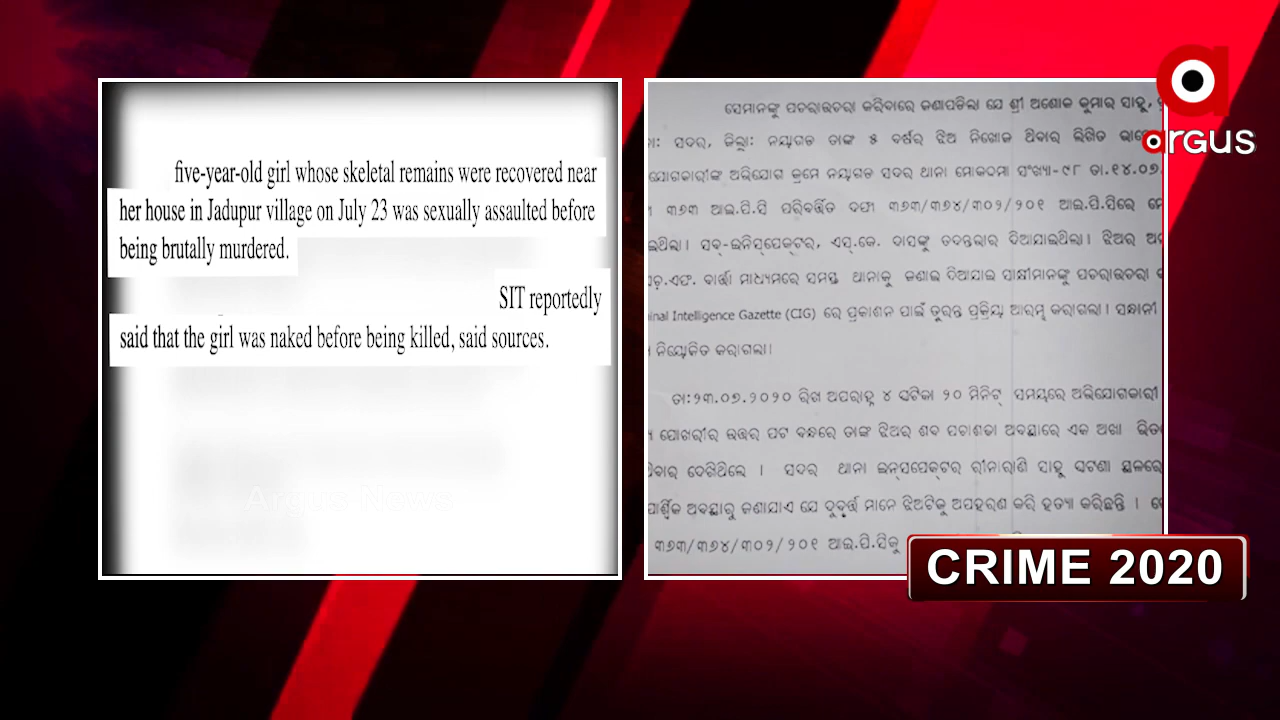 argus
five-year-old girl whose skeletal remains were recovered near
her house in Jadupur village on July 23 was sexually assaulted before
being brutally murdered.
SIT reportedly
said that the girl was naked before being killed, said sources.
Argus News
ସେମାନଙ୍କୁ ପଚରାଉଚରା କରିବାରେ ଜଣାପଡିଲା ଯେ ଶ୍ରୀ ଅଶୋକ କୁମାର ସାହୁ,
ସଦର, ଜିଲ୍ଲା: ନୟାଗଡ ତାଙ୍କ ୫ ବର୍ଷର ଝିଅ ନିଖୋଜ ଥିବାର ଲିଖିତ
ଅଭିଯୋଗ କ୍ରମେ ନୟାଗଡ ସଦର ଥାନା ମୋକଦମା ସଂଖ୍ୟା-୯୮ ତା.୧୪.୦୭.
୩୬୩ ଆଇ.ପି.ସି ପରିବର୍ତ୍ତିତ ଦଫା ୩୬୩/୩୬୪/୩୦୨/୨୦୧ ଆଇ.ପି.ସିରେ
ସବ୍-ଇନିସ୍ପେକ୍ଟର, ଏସ୍.କେ. ଦାସଙ୍କୁ ତଦନ୍ତଭାର ଦିଆଯାଇଥିଲା। ଝିଅର
ବାର୍ତ୍ତା ମାଧ୍ୟମରେ ସମସ୍ତ ଥାନାକୁ ଜଣାଇ ଦିଆଯାଇ ସାକ୍ଷୀମାନଙ୍କୁ ପଚରାଉଚରା
Intelligence Gazette (CIG) ରେ ପ୍ରକାଶନ ପାଇଁ ତୁରନ୍ତ ପ୍ରକ୍ରିୟା ଆରମ୍ଭ କରାଗଲା। ସନ୍ଧାନୀ
ନିୟୋଜିତ କରାଗଲା।
ତା:୨୩.୦୭.୨୦୨୦ ରିଖ ଅପରାହ୍ନ ୪ ଘଟିକା ୨୦ ମିନିଟ୍ ସମୟରେ ଅଭିଯୋଗକାରୀ
ପୋଖରୀର ଉତ୍ତର ପଟ ବନ୍ଧରେ ତାଙ୍କ ଝିଅର ଶବ ପଚାଶଢା ଅବସ୍ଥାରେ ଏକ ଅଖା
ଦେଖିଥିଲେ । ସଦର ଥାନା ଇନ୍ସପେକ୍ଟର ରୀନାରାଣି ସାହୁ ଘଟଣା ସ୍ଥଳରେ
ଅବସ୍ଥାରୁ ଜଣାଯାଏ ଯେ ଦୁର୍ବୃର୍ତ୍ତ ମାନେ ଝିଅଟିକୁ ଅପହରଣ କରି ହତ୍ୟା କରିଛନ୍ତି ।
୩୬୩/୩୬୪/୩୦୨/୨୦୧ ଆଇ.ପି.ସିକୁ
CRIME 2020